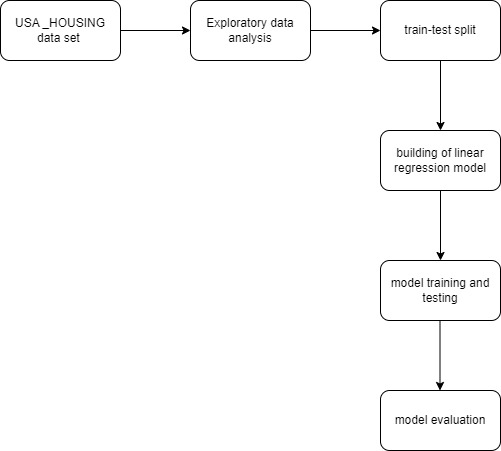 USA _HOUSING
data set
Exploratory data
analysis
train-test split
building of linear
regression model
model training and
testing
model evaluation